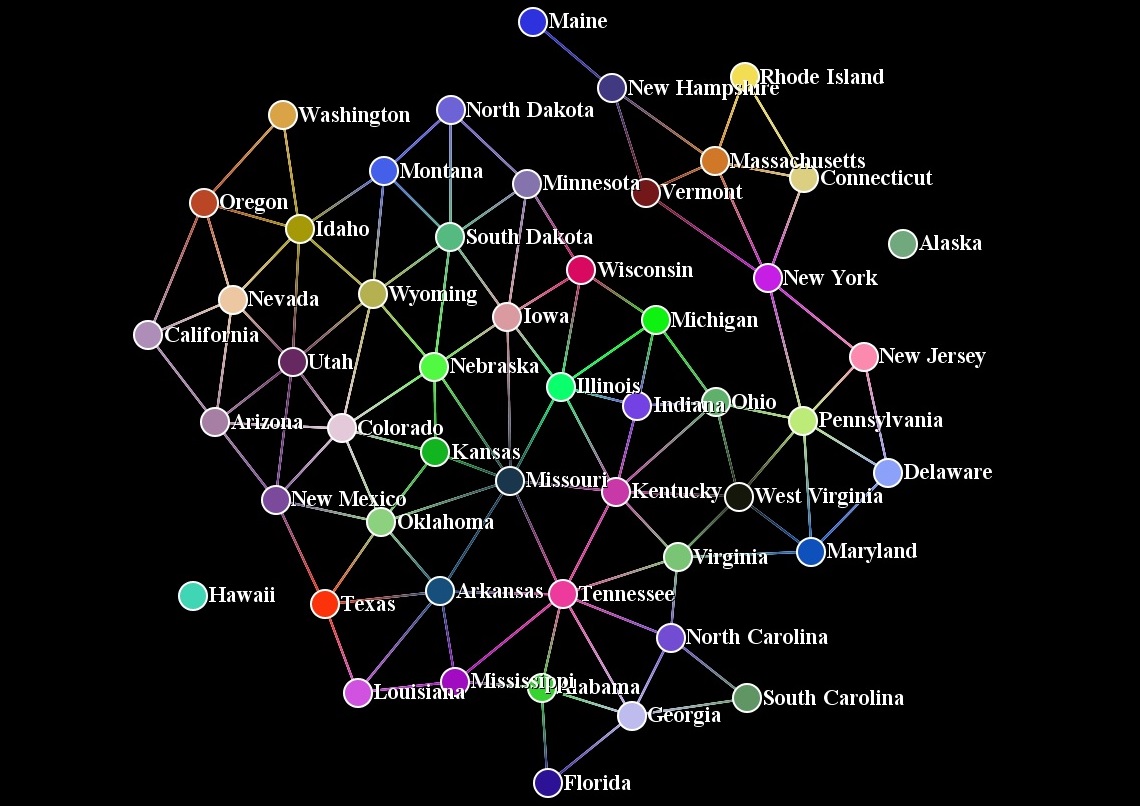 Maine
Rhode Island
New Hampshire
North Dakota
Washington
Massachusetts
Montana
Connecticut
Minnesota
Vermont
Oregon
Idaho
South Dakota
Alaska
Wisconsin
New York
Wyoming
Nevada
Iowa
Michigan
California
New Jersey
Utah
Nebraska
Illinois
Ohio
Indiana
Pennsylvania
Arizona
Colorado
Kansas
Delaware
Missouri
Kentucky
West Virginia
New Mexico
Oklahoma
Maryland
Virginia
Arkansas
Tennessee
Hawaii
Texas
North Carolina
Mississippi
Alabama
Louisiana
South Carolina
Georgia
Florida